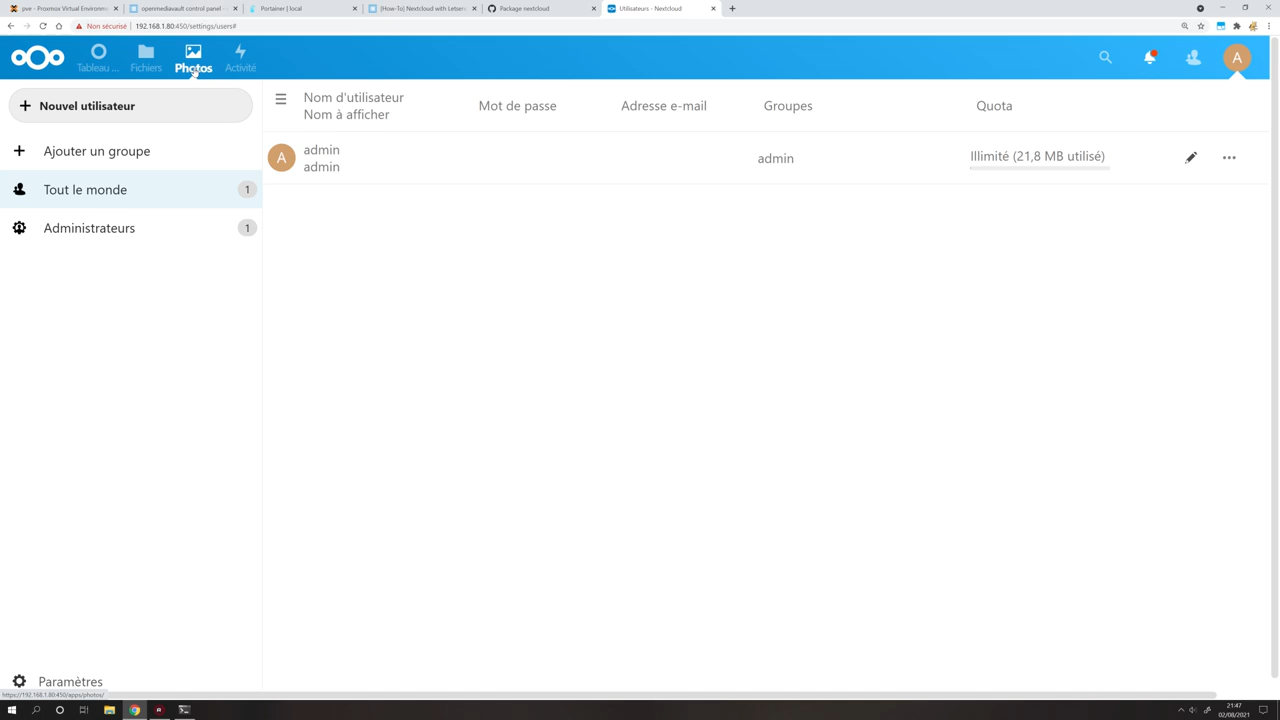 pve - Proxmox Virtual Environme
openmediavault control panel - o
Portainer | local
[How-To] Nextcloud with Letsen
Package nextcloud
Utilisateurs - Nextcloud
Non sécurisé | 192.168.1.80:450/settings/users#
Tableau ...
Fichiers
Photos
Activité
A
Nouvel utilisateur
Ajouter un groupe
Tout le monde 1
Administrateurs 1
Nom d'utilisateur
Nom à afficher
Mot de passe
Adresse e-mail
Groupes
Quota
A
admin
admin
admin
Illimité (21,8 MB utilisé)
Paramètres
https://192.168.1.80:450/apps/photos/
21:47
02/08/2021